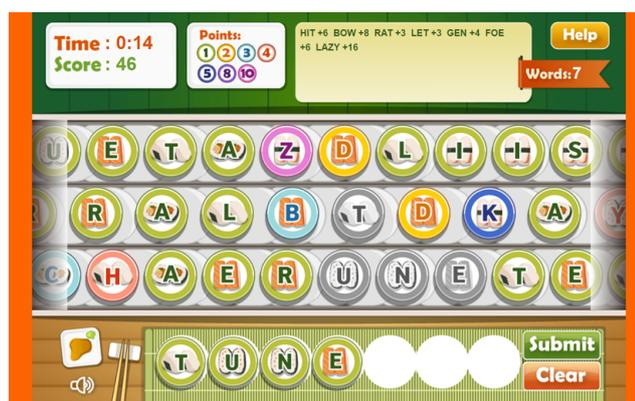 Time : 0:14
Score : 46
Points:
1 2 3 4
5 8 10
HIT +6 BOW +8 RAT +3 LET +3 GEN +4 FOE
+6 LAZY +16
Help
Words:7
U E T A Z D L I I S
R R A L B T D K A Y
C H A E R U N E T E
T U N E
Submit
Clear